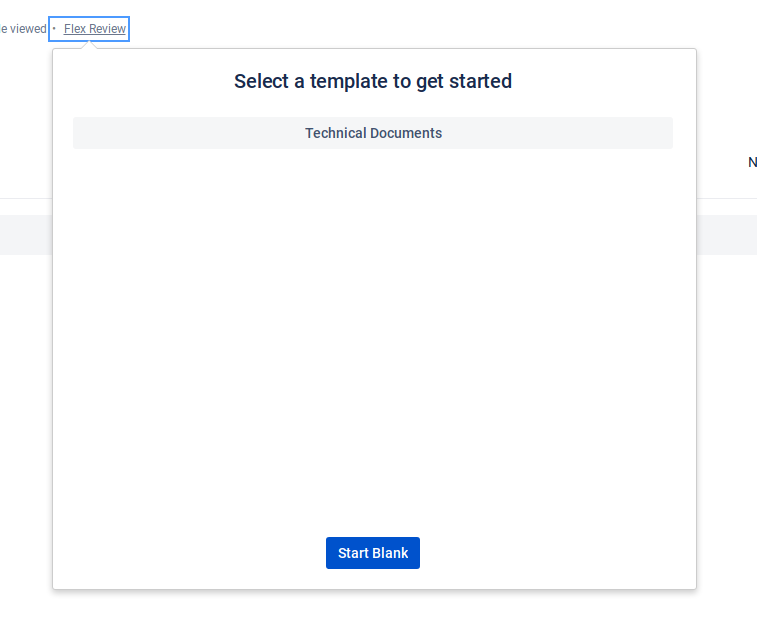 viewed • Flex Review
Select a template to get started
Technical Documents
N
Start Blank